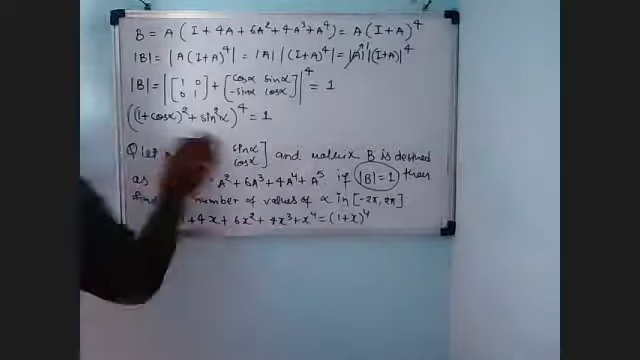 B = A ( I + 4A + 6A² + 4A³ + A⁴ ) = A ( I + A )⁴
|B| = | A (I+A)⁴ | = |A| | (I+A)⁴ | = |A|¹ |(I+A)|⁴
|B| = | [ 1 0 0 1 ] + [ cosα sinα -sinα cosα ] |⁴ = 1
( (1+cosα)² + sin²α )⁴ = 1
sinα cosα ] and matrix B is defined
as A² + 6A³ + 4A⁴ + A⁵. if |B| = 1 then
number of values of α in [-2π, 2π]
+ 4x + 6x² + 4x³ + x⁴ = (1+x)⁴